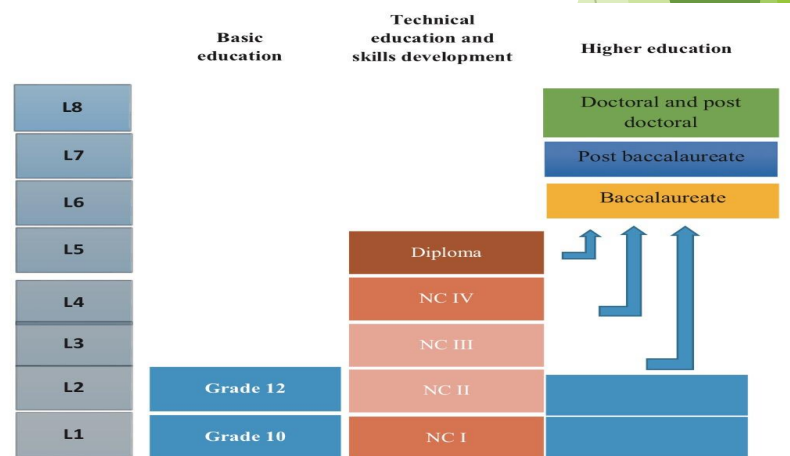 Basic
education
Technical
education and
skills development
Higher education
L8
Doctoral and post
doctoral
L7
Post baccalaureate
L6
Baccalaureate
L5
Diploma
L4
NC IV
L3
NC III
L2
Grade 12
NC II
L1
Grade 10
NC I